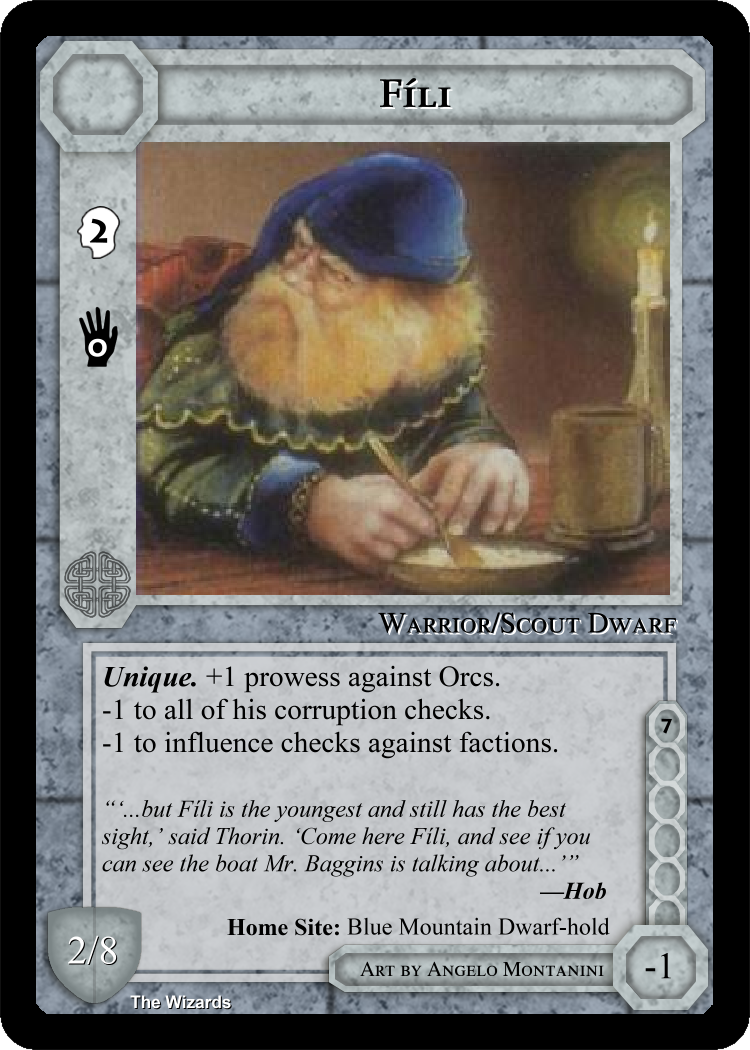 Fíli
2
0
Warrior/Scout Dwarf
Unique. +1 prowess against Orcs.
-1 to all of his corruption checks.
-1 to influence checks against factions.
7
“‘...but Fíli is the youngest and still has the best
sight,’ said Thorin. ‘Come here Fíli, and see if you
can see the boat Mr. Baggins is talking about...’”
—Hob
Home Site: Blue Mountain Dwarf-hold
2/8
Art by Angelo Montanini
-1
The Wizards